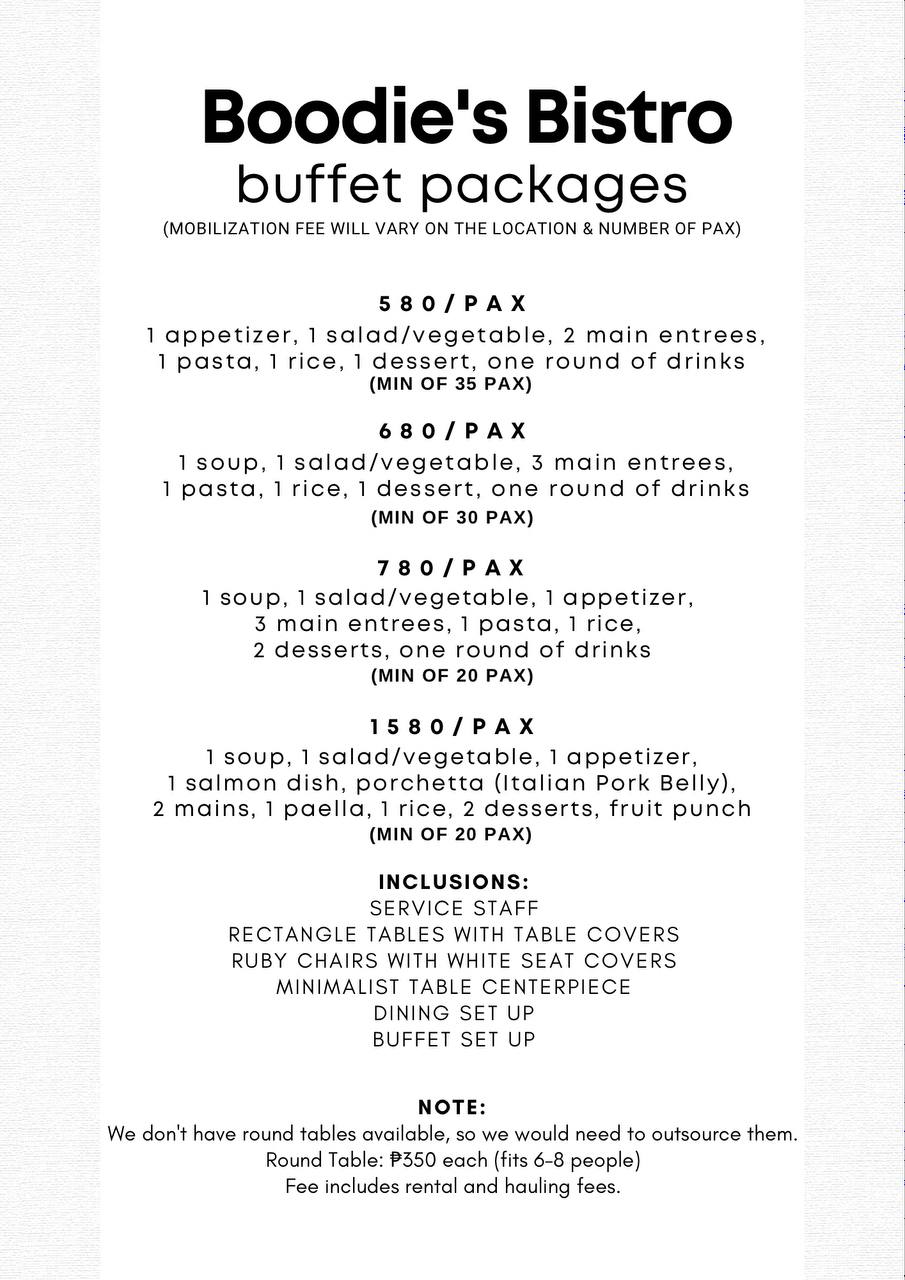 Boodie's Bistro
buffet packages
(MOBILIZATION FEE WILL VARY ON THE LOCATION & NUMBER OF PAX)
580/PAX
1 appetizer, 1 salad/vegetable, 2 main entrees,
1 pasta, 1 rice, 1 dessert, one round of drinks
(MIN OF 35 PAX)
680/PAX
1 soup, 1 salad/vegetable, 3 main entrees,
1 pasta, 1 rice, 1 dessert, one round of drinks
(MIN OF 30 PAX)
780/PAX
1 soup, 1 salad/vegetable, 1 appetizer,
3 main entrees, 1 pasta, 1 rice,
2 desserts, one round of drinks
(MIN OF 20 PAX)
1580/PAX
1 soup, 1 salad/vegetable, 1 appetizer,
1 salmon dish, porchetta (Italian Pork Belly),
2 mains, 1 paella, 1 rice, 2 desserts, fruit punch
(MIN OF 20 PAX)
INCLUSIONS:
SERVICE STAFF
RECTANGLE TABLES WITH TABLE COVERS
RUBY CHAIRS WITH WHITE SEAT COVERS
MINIMALIST TABLE CENTERPIECE
DINING SET UP
BUFFET SET UP
NOTE:
We don't have round tables available, so we would need to outsource them.
Round Table: ₱350 each (fits 6-8 people)
Fee includes rental and hauling fees.